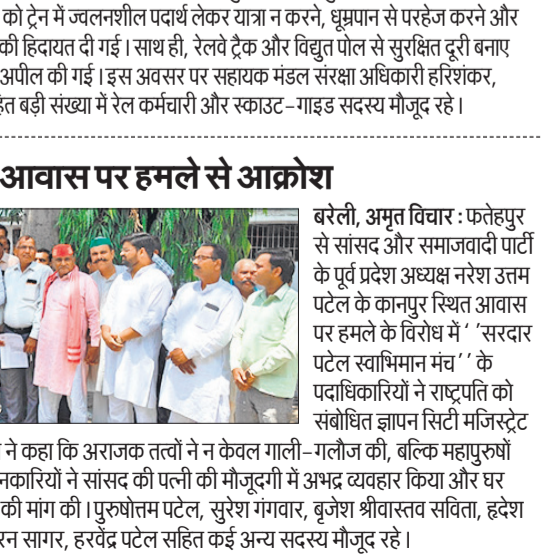 को ट्रेन में ज्वलनशील पदार्थ लेकर यात्रा न करने, धूम्रपान से परहेज करने और
की हिदायत दी गई। साथ ही, रेलवे ट्रैक और विद्युत पोल से सुरक्षित दूरी बनाए
अपील की गई। इस अवसर पर सहायक मंडल संरक्षा अधिकारी हरिशंकर,
बड़ी संख्या में रेल कर्मचारी और स्काउट-गाइड सदस्य मौजूद रहे।
आवास पर हमले से आक्रोश
बरेली, अमृत विचार : फतेहपुर
से सांसद और समाजवादी पार्टी
के पूर्व प्रदेश अध्यक्ष नरेश उत्तम
पटेल के कानपुर स्थित आवास
पर हमले के विरोध में ' 'सरदार
पटेल स्वाभिमान मंच'' के
पदाधिकारियों ने राष्ट्रपति को
संबोधित ज्ञापन सिटी मजिस्ट्रेट
ने कहा कि अराजक तत्वों ने न केवल गाली-गलौज की, बल्कि महापुरुषों
नकारियों ने सांसद की पत्नी की मौजूदगी में अभद्र व्यवहार किया और घर
की मांग की। पुरुषोत्तम पटेल, सुरेश गंगवार, बृजेश श्रीवास्तव सविता, हृदेश
रन सागर, हरवेंद्र पटेल सहित कई अन्य सदस्य मौजूद रहे।